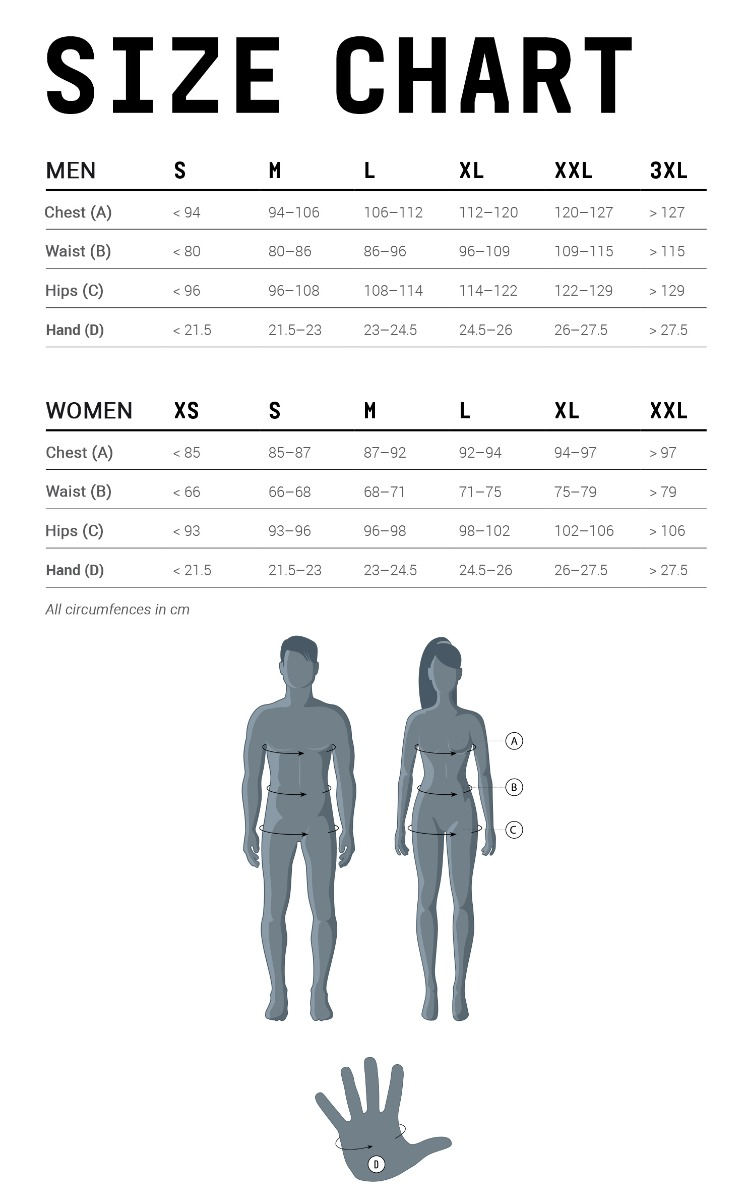 SIZE CHART
MEN S M L XL XXL 3XL
Chest (A) < 94 94–106 106–112 112–120 120–127 > 127
Waist (B) < 80 80–86 86–96 96–109 109–115 > 115
Hips (C) < 96 96–108 108–114 114–122 122–129 > 129
Hand (D) < 21.5 21.5–23 23–24.5 24.5–26 26–27.5 > 27.5
WOMEN XS S M L XL XXL
Chest (A) < 85 85–87 87–92 92–94 94–97 > 97
Waist (B) < 66 66–68 68–71 71–75 75–79 > 79
Hips (C) < 93 93–96 96–98 98–102 102–106 > 106
Hand (D) < 21.5 21.5–23 23–24.5 24.5–26 26–27.5 > 27.5
All circumfences in cm
A
B
C
D